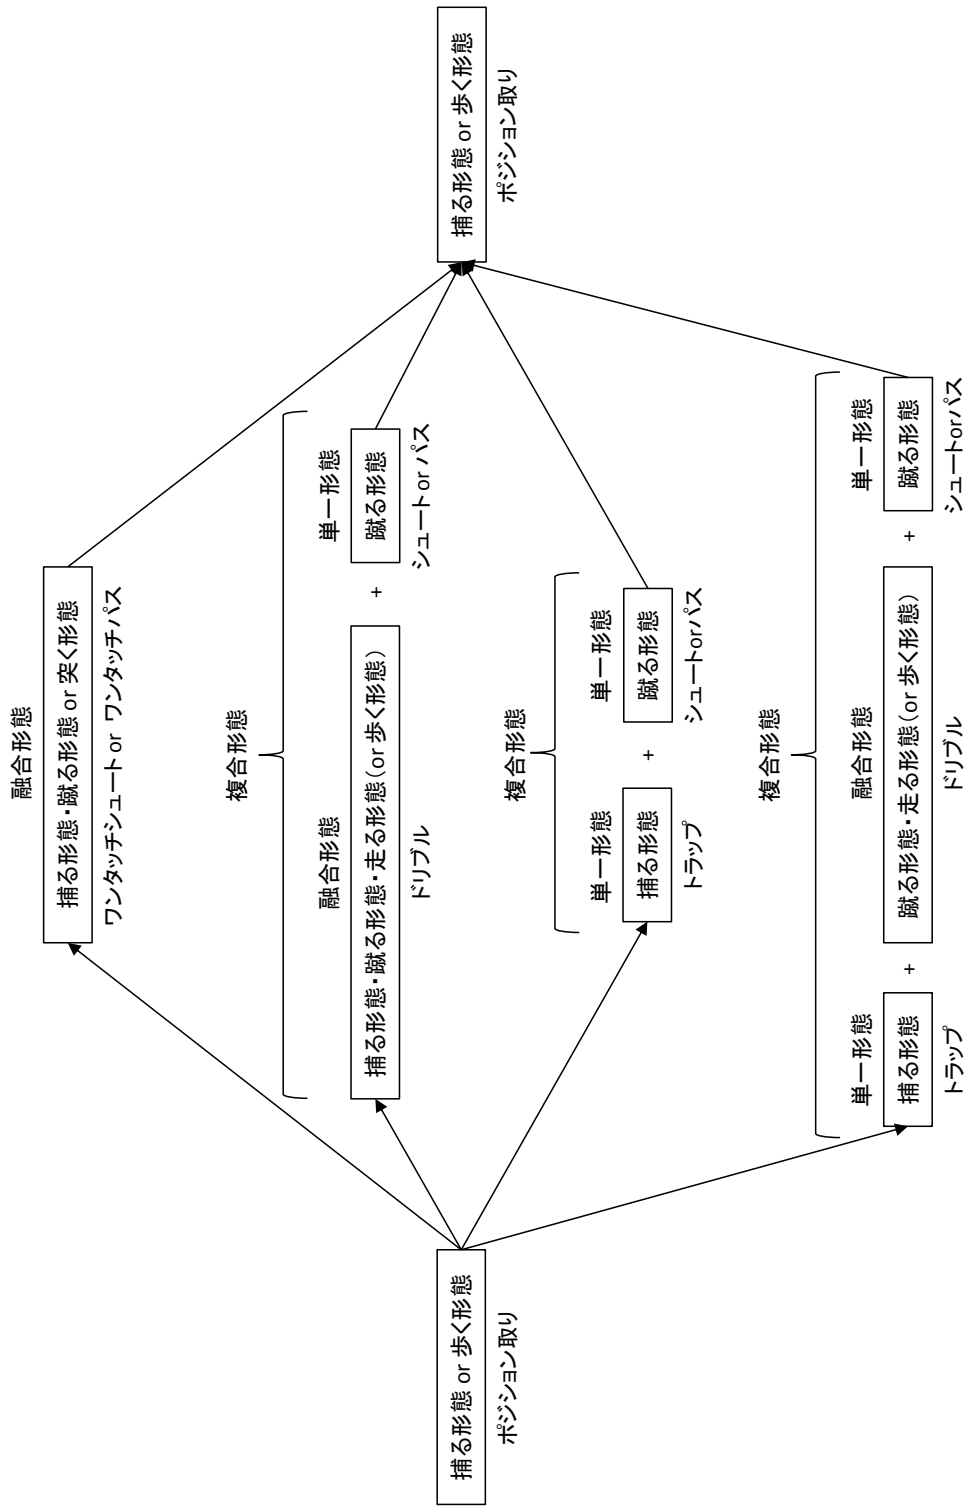 融合形態
捕る形態・蹴る形態 or 突く形態
ワンタッチシュート or ワンタッチパス
複合形態
融合形態
捕る形態・蹴る形態・走る形態(or 歩く形態)
ドリブル
+
単一形態
蹴る形態
シュート or パス
捕る形態 or 歩く形態
ポジション取り
捕る形態 or 歩く形態
ポジション取り
複合形態
単一形態
捕る形態
トラップ
+
単一形態
蹴る形態
シュートorパス
複合形態
単一形態
捕る形態
トラップ
+
融合形態
蹴る形態・走る形態(or 歩く形態)
ドリブル
+
単一形態
蹴る形態
シュートorパス